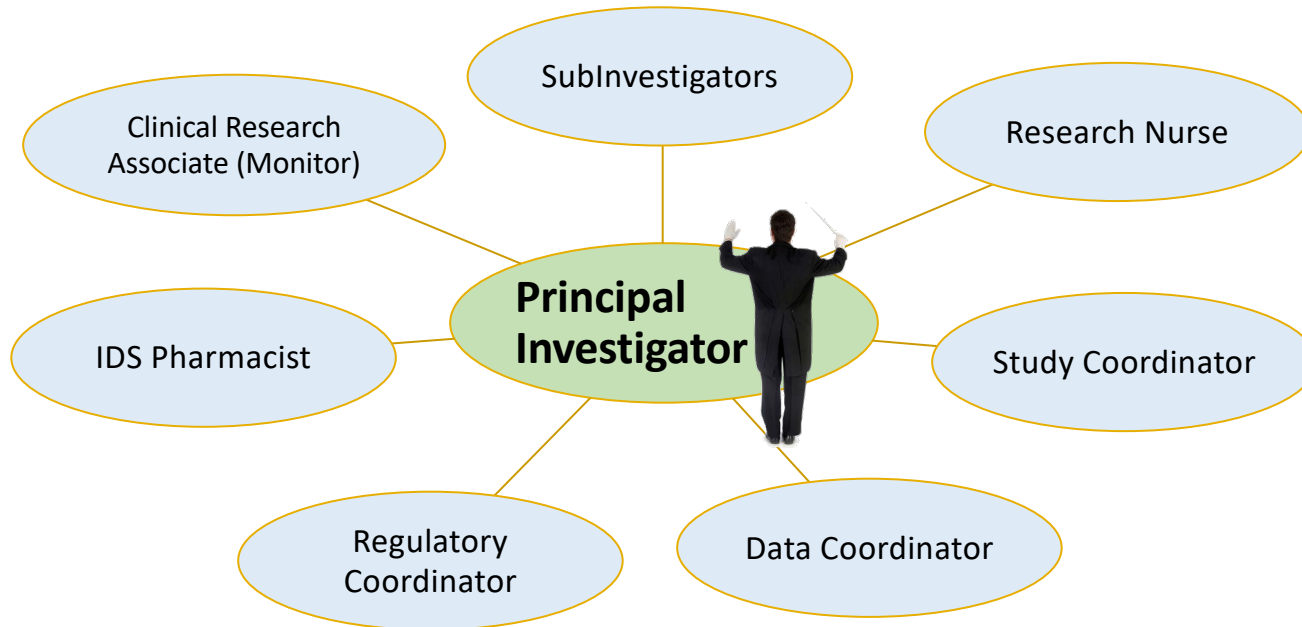 SubInvestigators
Clinical Research
Associate (Monitor)
Research Nurse
Principal
Investigator
IDS Pharmacist
Study Coordinator
Regulatory
Coordinator
Data Coordinator